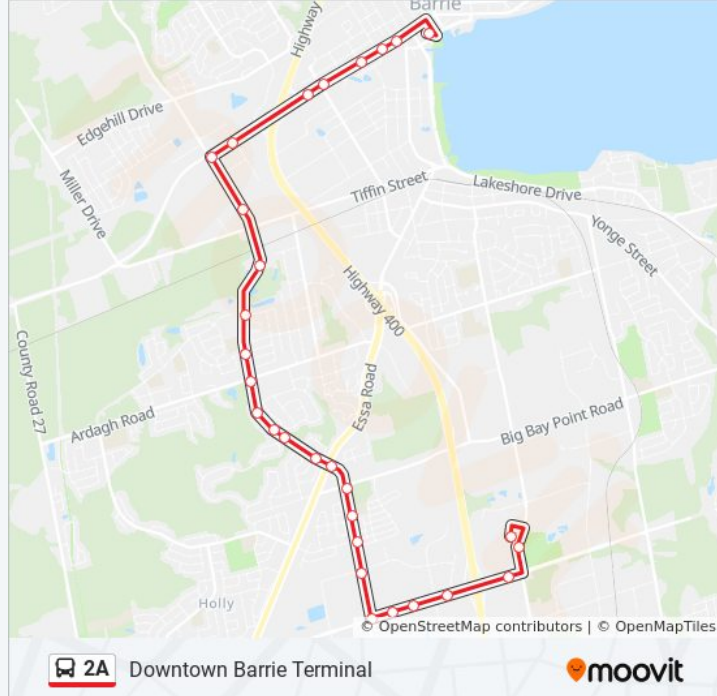 Barrie
Highway
Edgehill Drive
Miller Drive
Tiffin Street
Lakeshore Drive
Yonge Street
Highway 400
County Road 27
Essa Road
Ardagh Road
Big Bay Point Road
Holly
© OpenStreetMap contributors | © OpenMapTiles
2A Downtown Barrie Terminal
moovit